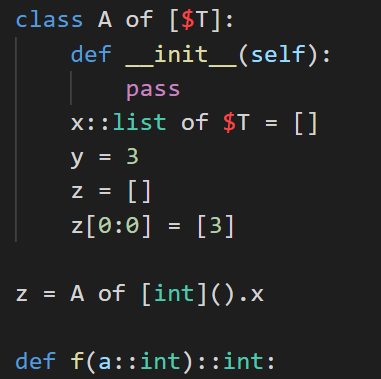 class A of [$T]:
    def __init__(self):
        pass
    x::list of $T = []
    y = 3
    z = []
    z[0:0] = [3]

z = A of [int]().x

def f(a::int)::int: